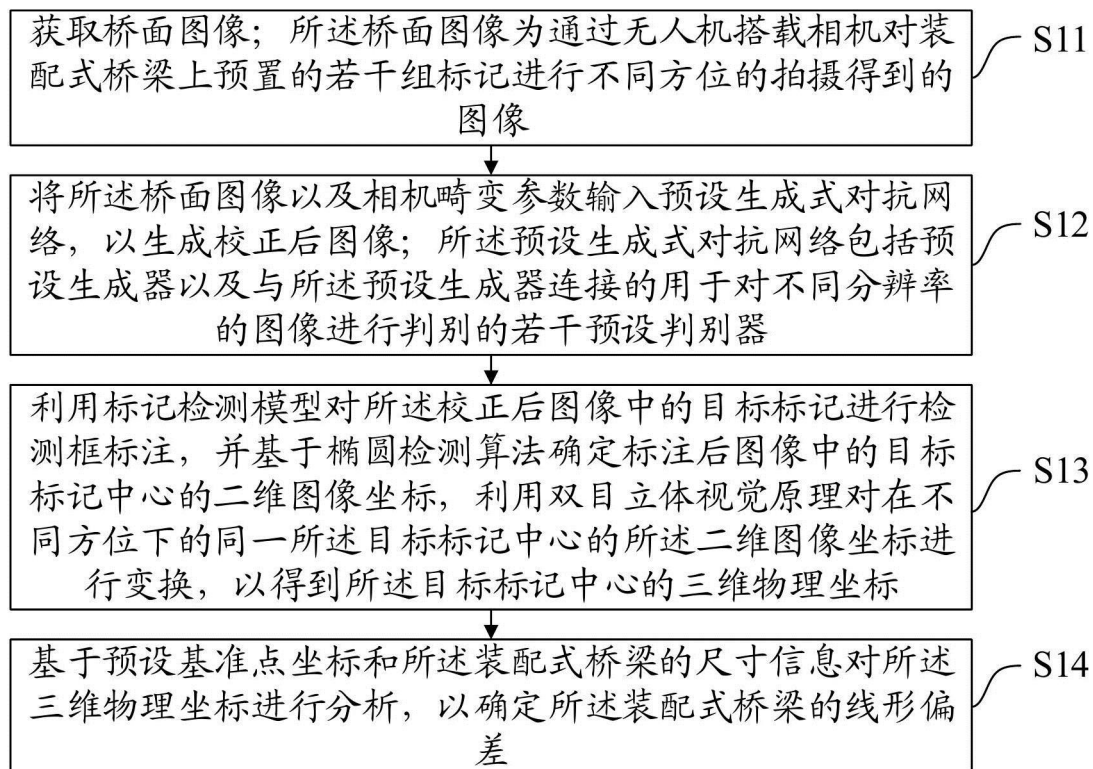 获取桥面图像；所述桥面图像为通过无人机搭载相机对装
配式桥梁上预置的若干组标记进行不同方位的拍摄得到的
图像
S11
将所述桥面图像以及相机畸变参数输入预设生成式对抗网
络，以生成校正后图像；所述预设生成式对抗网络包括预
设生成器以及与所述预设生成器连接的用于对不同分辨率
的图像进行判别的若干预设判别器
S12
利用标记检测模型对所述校正后图像中的目标标记进行检
测框标注，并基于椭圆检测算法确定标注后图像中的目标
标记中心的二维图像坐标，利用双目立体视觉原理对在不
同方位下的同一所述目标标记中心的所述二维图像坐标进
行变换，以得到所述目标标记中心的三维物理坐标
S13
基于预设基准点坐标和所述装配式桥梁的尺寸信息对所述
三维物理坐标进行分析，以确定所述装配式桥梁的线形偏
差
S14